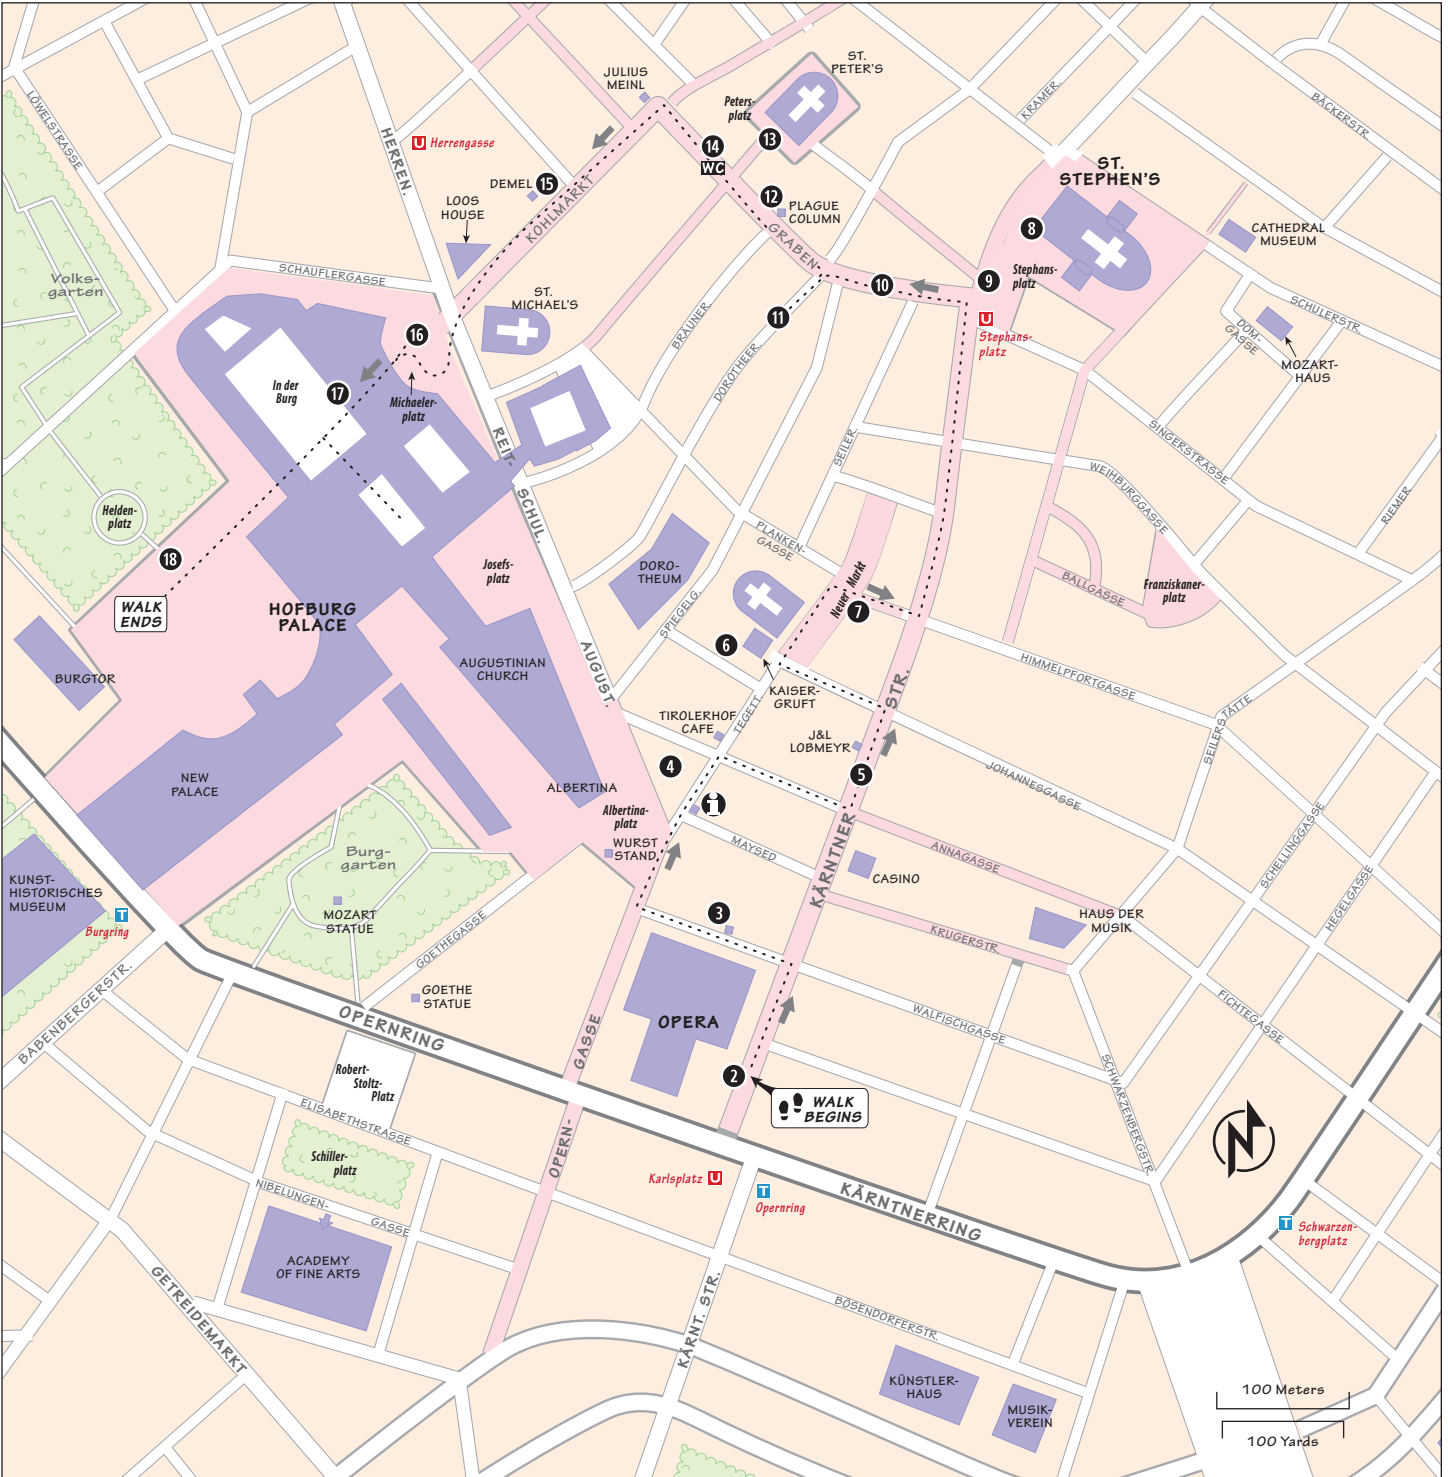 JULIUS
MEINL
ST.
PETER'S
Peters-
platz
KRAMER.
BÄCKERSTR.
LÖWELSTRASSE
HERREN.
U Herrengasse
14
13
WC
ST.
STEPHEN'S
DEMEL 15
12
PLAGUE
COLUMN
LOOS
HOUSE
KOHLMARKT
GRABEN
8
CATHEDRAL
MUSEUM
Stephans-
platz
SCHAUFLERGASSE
Volks-
garten
10
9
ST.
MICHAEL'S
11
U
Stephans-
platz
SCHULERSTR.
DOM-
GASSE
MOZART-
HAUS
16
BRÄUNER.
DOROTHEER.
In der
Burg
17
Michaeler-
platz
REIT-
SCHUL.
SEILER.
SINGERSTRASSE
WEIHBURGGASSE
RIEMER.
Helden-
platz
18
PLANKEN-
GASSE
DORO-
THEUM
Josefs-
platz
Neuer Markt
7
BALLGASSE
Franziskaner-
platz
WALK
ENDS
HOFBURG
PALACE
SPIEGELG.
6
BURGTOR
AUGUSTINIAN
CHURCH
AUGUST.
KAISER-
GRUFT
HIMMELPFORTGASSE
STR.
TIROLERHOF
CAFE
TEGETT.
J&L
LOBMEYR
SEILERSTÄTTE
4
5
JOHANNESGASSE
NEW
PALACE
ALBERTINA
Albertina-
platz
i
WURST
STAND
MAYSED
KÄRNTNER
ANNAGASSE
SCHELLINGGASSE
HEGELGASSE
Burg-
garten
KUNST-
HISTORISCHES
MUSEUM
T
Burgring
MOZART
STATUE
CASINO
HAUS DER
MUSIK
3
KRUGERSTR.
GOETHEGASSE
BABENBERGERSTR.
GOETHE
STATUE
OPERNRING
OPERA
WALFISCHGASSE
FICHTEGASSE
GASSE
Robert-
Stoltz-
Platz
2
WALK
BEGINS
SCHWARZENBERGSTR.
N
ELISABETHSTRASSE
Schiller-
platz
OPERN-
Karlsplatz U
T
Opernring
KÄRNTNERRING
NIBELUNGEN-
GASSE
T
Schwarzen-
bergplatz
ACADEMY
OF FINE ARTS
GETREIDEMARKT
KÄRNT. STR.
BÖSENDORFERSTR.
KÜNSTLER-
HAUS
MUSIK-
VEREIN
100 Meters
100 Yards